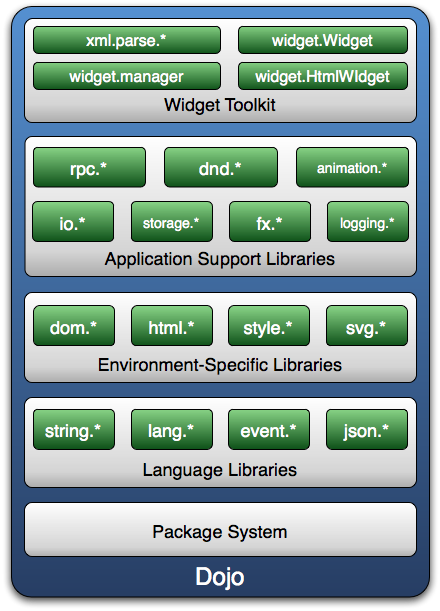 xml.parse.* widget.Widget
widget.manager widget.HtmlWIdget
Widget Toolkit
rpc.* dnd.* animation.*
io.* storage.* fx.* logging.*
Application Support Libraries
dom.* html.* style.* svg.*
Environment-Specific Libraries
string.* lang.* event.* json.*
Language Libraries
Package System
Dojo